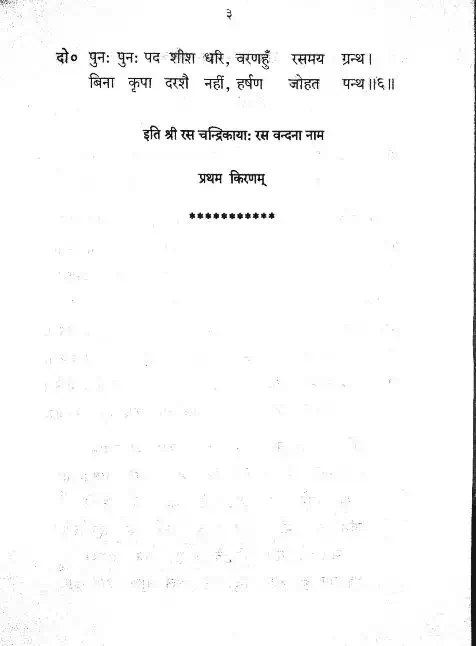 ३
दो० पुनः पुनः पद शीश धरि, वरणहुँ रसमय ग्रन्थ।
बिना कृपा दरशै नहीं, हर्षण जोहत पन्थ॥६॥
इति श्री रस चन्द्रिकायाः रस वन्दना नाम
प्रथम किरणम्
***********